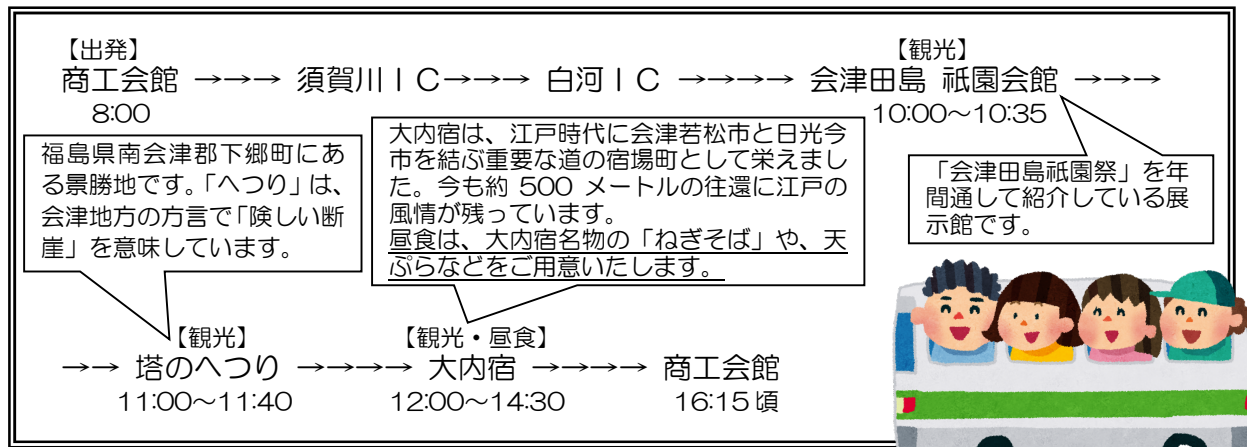 【出発】
商工会館 →→→ 須賀川IC→→→ 白河IC →→→→ 会津田島 祇園会館 →→→
8:00
【観光】
10:00～10:35
「会津田島祇園祭」を年
間通して紹介している展
示館です。
福島県南会津郡下郷町にあ
る景勝地です。「へつり」は、
会津地方の方言で「険しい断
崖」を意味しています。
大内宿は、江戸時代に会津若松市と日光今
市を結ぶ重要な道の宿場町として栄えまし
た。今も約 500 メートルの往還に江戸の
風情が残っています。
昼食は、大内宿名物の「ねぎそば」や、天
ぷらなどをご用意いたします。
【観光】
【観光・昼食】
→→ 塔のへつり →→→→ 大内宿 →→→→ 商工会館
11:00～11:40
12:00～14:30
16:15頃